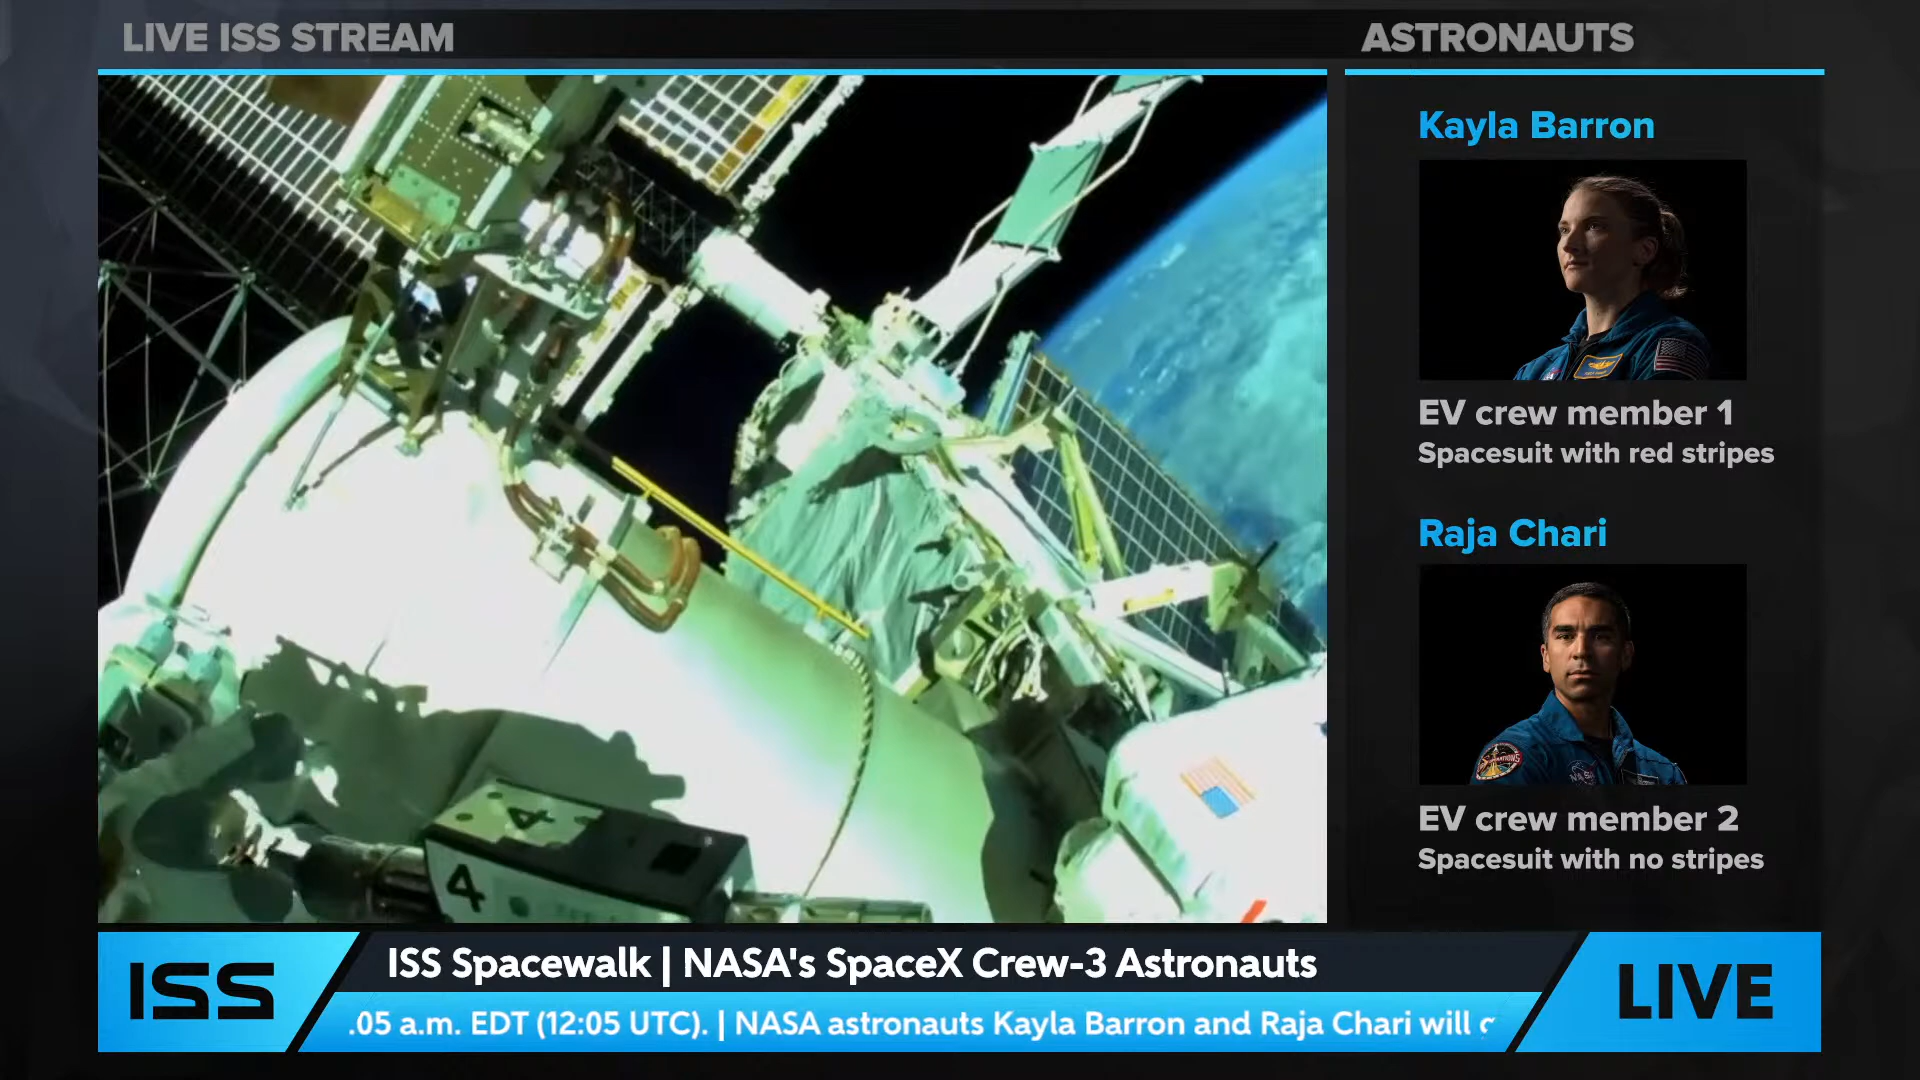 LIVE ISS STREAM
ASTRONAUTS
Kayla Barron
EV crew member 1
Spacesuit with red stripes
Raja Chari
EV crew member 2
Spacesuit with no stripes
4
4
ISS
ISS Spacewalk | NASA's SpaceX Crew-3 Astronauts
.05 a.m. EDT (12:05 UTC). | NASA astronauts Kayla Barron and Raja Chari will
LIVE